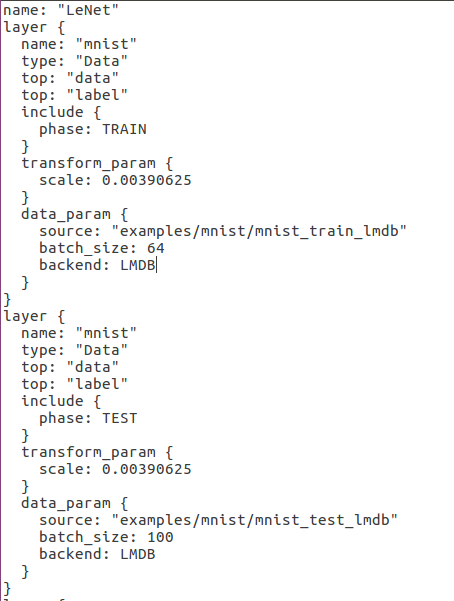 name: "LeNet"
layer {
  name: "mnist"
  type: "Data"
  top: "data"
  top: "label"
  include {
    phase: TRAIN
  }
  transform_param {
    scale: 0.00390625
  }
  data_param {
    source: "examples/mnist/mnist_train_lmdb"
    batch_size: 64
    backend: LMDB
  }
}
layer {
  name: "mnist"
  type: "Data"
  top: "data"
  top: "label"
  include {
    phase: TEST
  }
  transform_param {
    scale: 0.00390625
  }
  data_param {
    source: "examples/mnist/mnist_test_lmdb"
    batch_size: 100
    backend: LMDB
  }
}